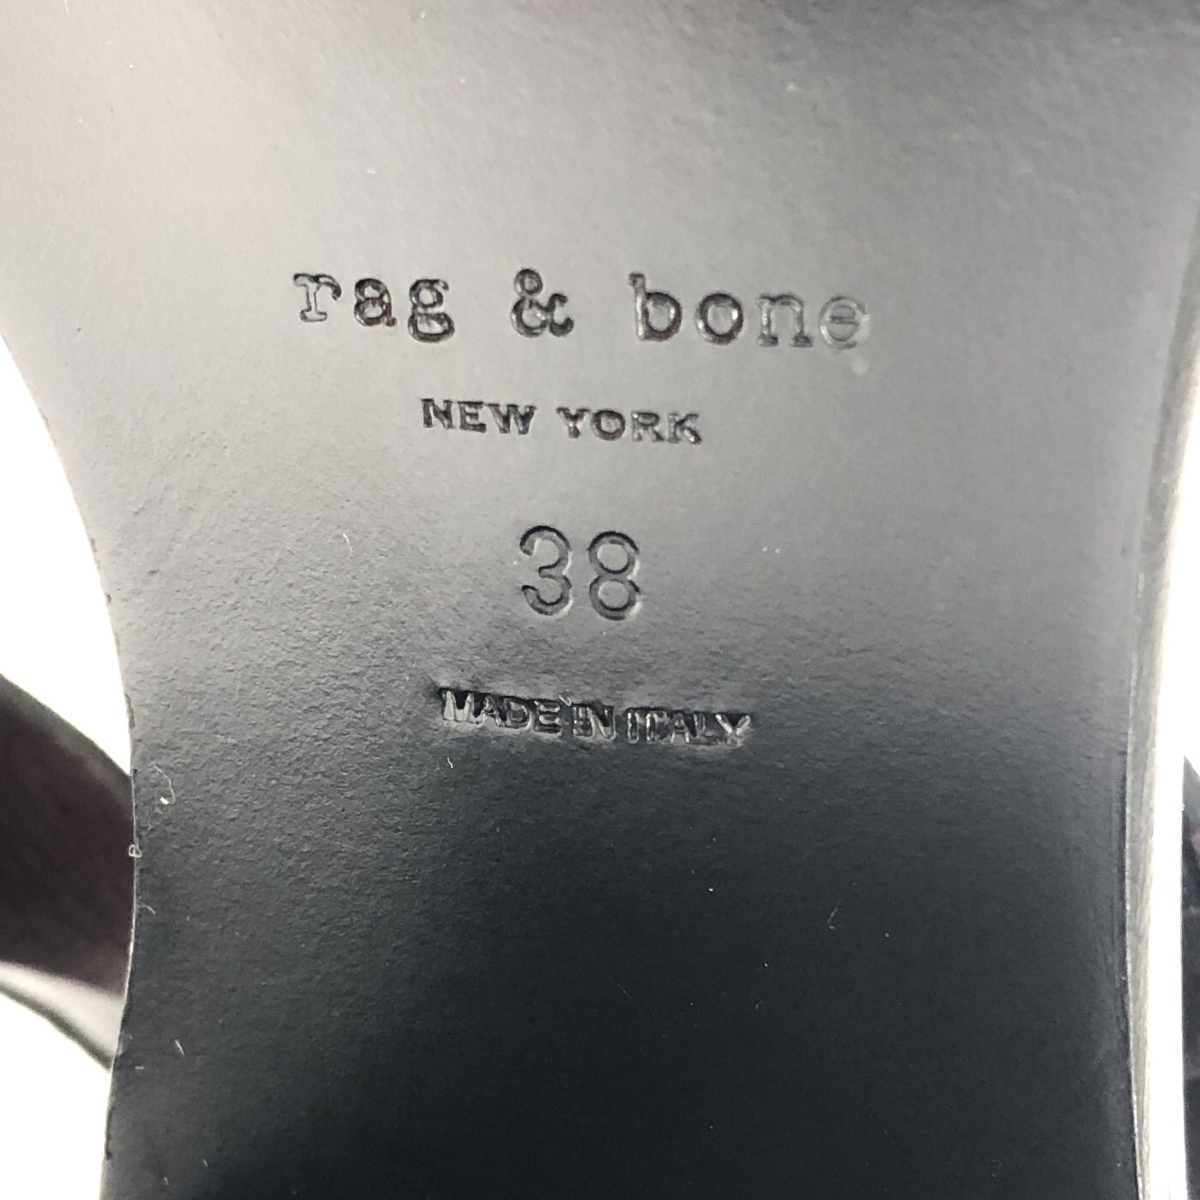 rag & bone
NEW YORK
38
MADE IN ITALY